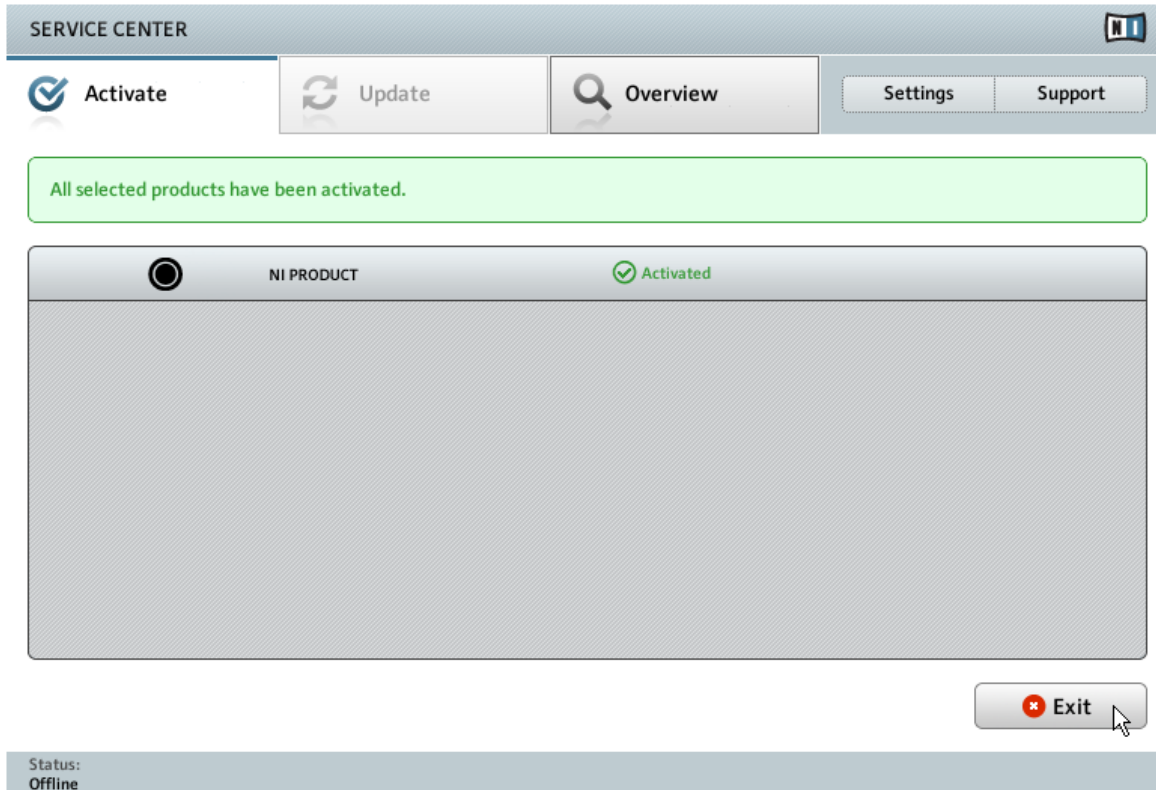 SERVICE CENTER
NI
Activate
Update
Overview
Settings
Support
All selected products have been activated.
NI PRODUCT
Activated
Exit
Status:
Offline